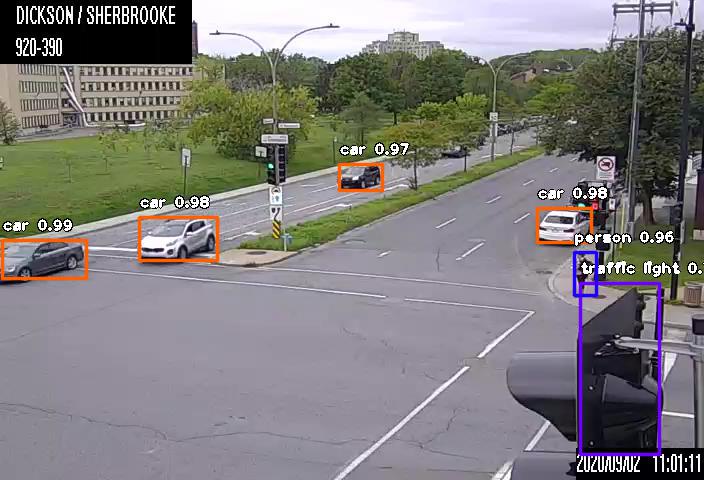 DICKSON / SHERBROOKE
920-390
car 0.97
car 0.98
car 0.98
car 0.99
person 0.96
traffic light 0.
2020/09/02 11:01:11